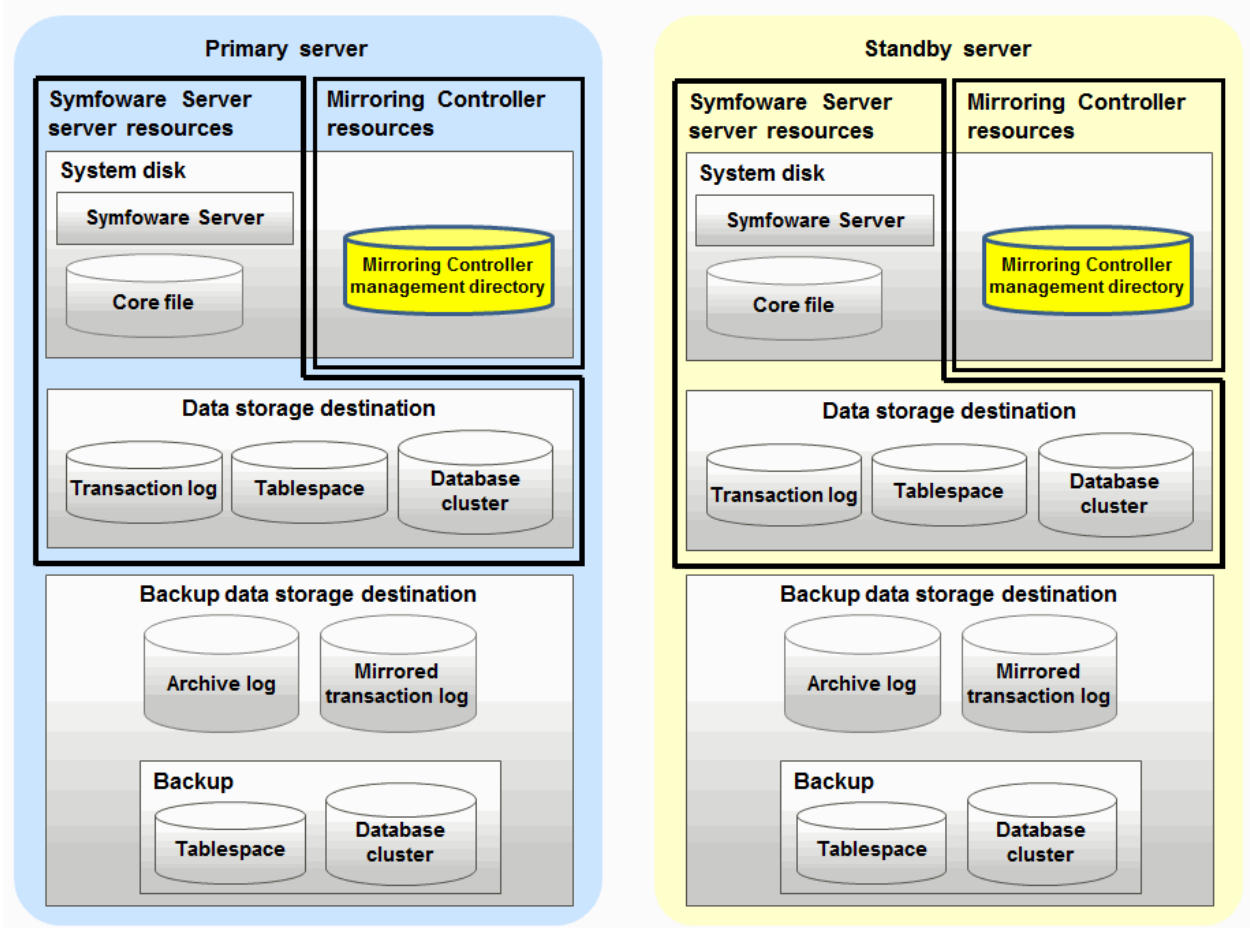 Primary server
Symfoware Server
server resources
Mirroring Controller
resources
System disk
Symfoware Server
Core file
Mirroring Controller
management directory
Data storage destination
Transaction log
Tablespace
Database
cluster
Backup data storage destination
Archive log
Mirrored
transaction log
Backup
Tablespace
Database
cluster
Standby server
Symfoware Server
server resources
Mirroring Controller
resources
System disk
Symfoware Server
Core file
Mirroring Controller
management directory
Data storage destination
Transaction log
Tablespace
Database
cluster
Backup data storage destination
Archive log
Mirrored
transaction log
Backup
Tablespace
Database
cluster